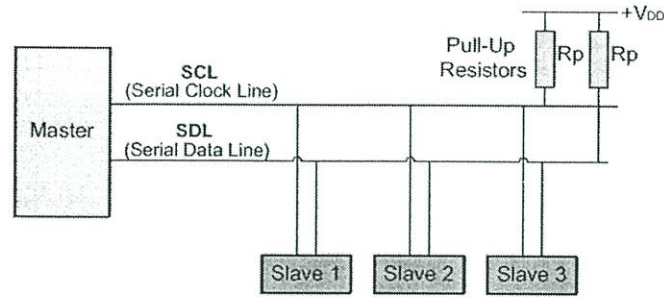 +VDD
Pull-Up
Resistors
Rp
Rp
SCL
(Serial Clock Line)
Master
SDL
(Serial Data Line)
Slave 1
Slave 2
Slave 3